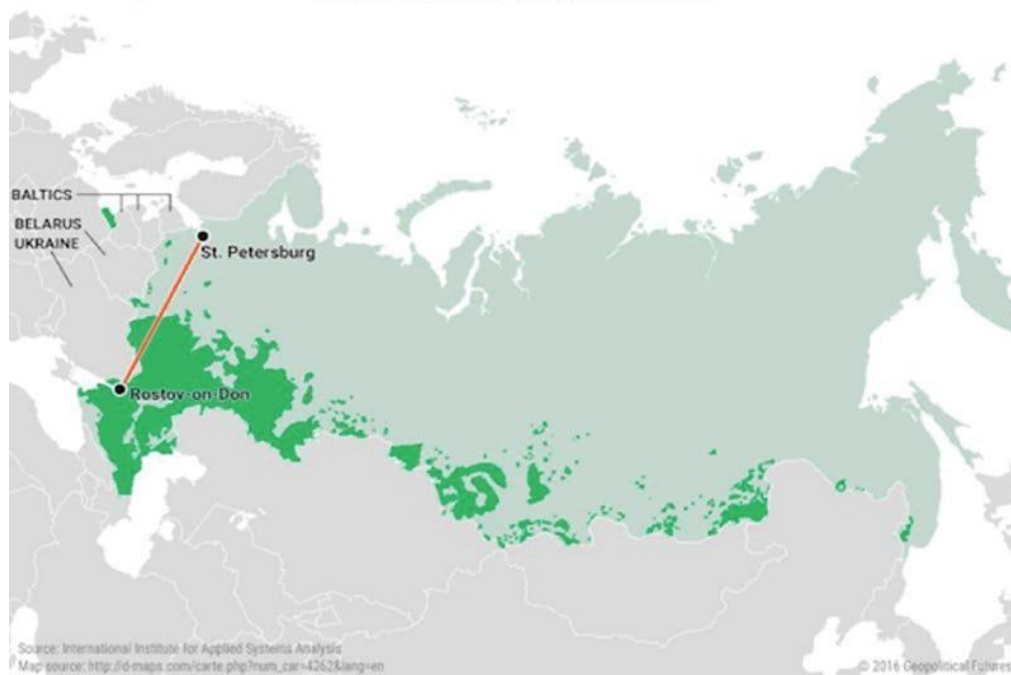 BALTICS
BELARUS
UKRAINE
St. Petersburg
Rostov-on-Don
Source: International Institute for Applied Systems Analysis
Map source: http://d-maps.com/carte.php?num_car=4262&lang=en
© 2016 Geopolitical Futures